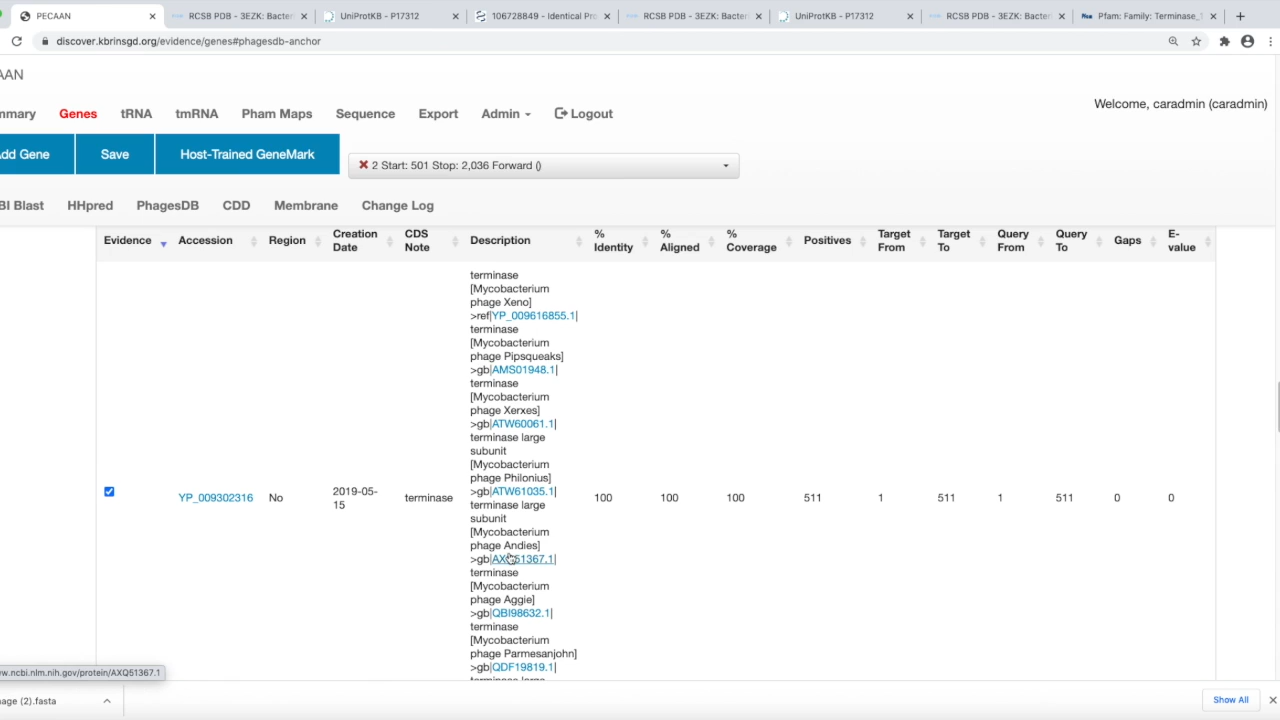 PECAAN
RCSB PDB - 3EZK: Bacter
UniProtKB - P17312
106728849 - Identical Pro
RCSB PDB - 3EZK: Bacter
UniProtKB - P17312
RCSB PDB - 3EZK: Bacter
Pfam: Family: Terminase_
discover.kbrinsgd.org/evidence/genes#phagesdb-anchor
AAN
mmary Genes tRNA tmRNA Pham Maps Sequence Export Admin Logout
Welcome, caradmin (caradmin)
dd Gene Save Host-Trained GeneMark
2 Start: 501 Stop: 2,036 Forward ()
BI Blast HHpred PhagesDB CDD Membrane Change Log
Evidence Accession Region Creation Date CDS Note Description % Identity % Aligned % Coverage Positives Target From Target To Query From Query To Gaps E-value
terminase
[Mycobacterium
phage Xeno]
>ref|YP_009616855.1|
terminase
[Mycobacterium
phage Pipsqueaks]
>gb|AMS01948.1|
terminase
[Mycobacterium
phage Xerxes]
>gb|ATW60061.1|
terminase large
subunit
[Mycobacterium
phage Philonius]
>gb|ATW61035.1|
terminase large
subunit
[Mycobacterium
phage Andies]
>gb|AXQ51367.1|
terminase
[Mycobacterium
phage Aggie]
>gb|QBI98632.1|
terminase
[Mycobacterium
phage Parmesanjohn]
>gb|QDF19819.1|
terminase large
YP_009302316 No 2019-05-15 terminase 100 100 100 511 1 511 1 511 0 0
w.ncbi.nlm.nih.gov/protein/AXQ51367.1
age (2).fasta
Show All